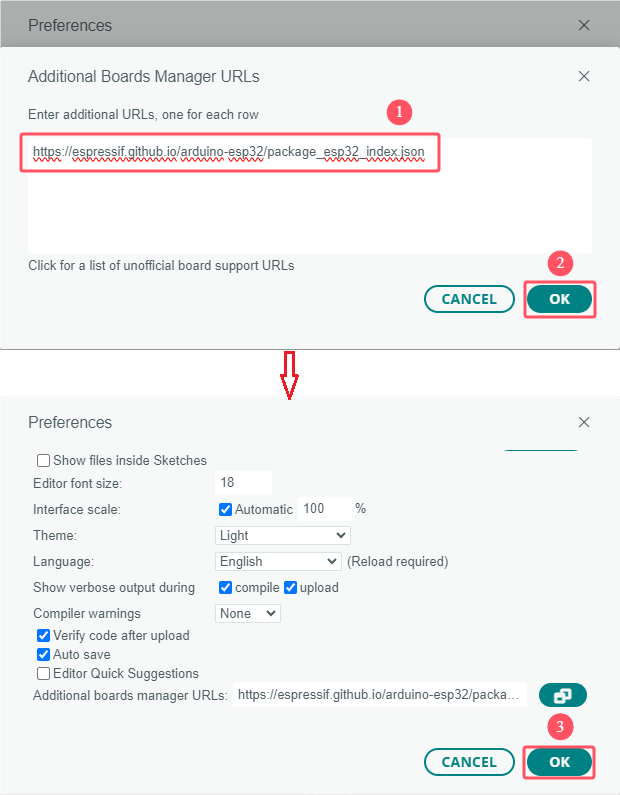 Preferences
Additional Boards Manager URLs
Enter additional URLs, one for each row
1
https://espressif.github.io/arduino-esp32/package_esp32_index.json
Click for a list of unofficial board support URLs
2
CANCEL OK
Preferences
Show files inside Sketches
Editor font size: 18
Interface scale: Automatic 100 %
Theme: Light
Language: English (Reload required)
Show verbose output during compile upload
Compiler warnings None
Verify code after upload
Auto save
Editor Quick Suggestions
Additional boards manager URLs: https://espressif.github.io/arduino-esp32/packa...
3
CANCEL OK